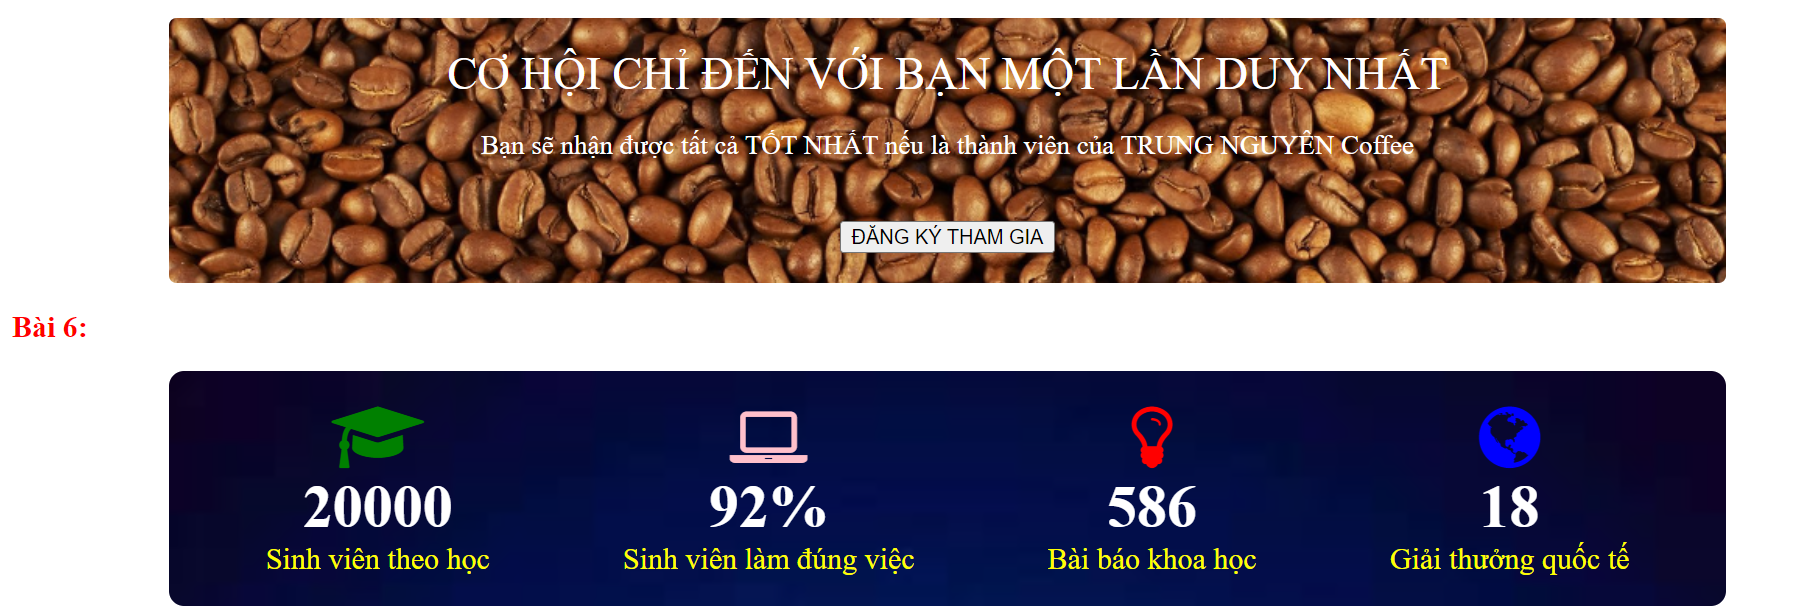 CƠ HỘI CHỈ ĐẾN VỚI BẠN MỘT LẦN DUY NHẤT
Bạn sẽ nhận được tất cả TỐT NHẤT nếu là thành viên của TRUNG NGUYÊN Coffee
ĐĂNG KÝ THAM GIA
Bài 6:
20000
Sinh viên theo học
92%
Sinh viên làm đúng việc
586
Bài báo khoa học
18
Giải thưởng quốc tế